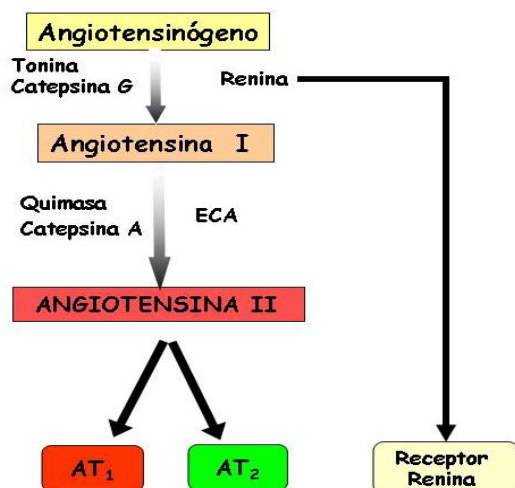 Angiotensinógeno
Tonina
Catepsina G
Renina
Angiotensina I
Quimasa
Catepsina A
ECA
ANGIOTENSINA II
AT₁
AT₂
Receptor
Renina